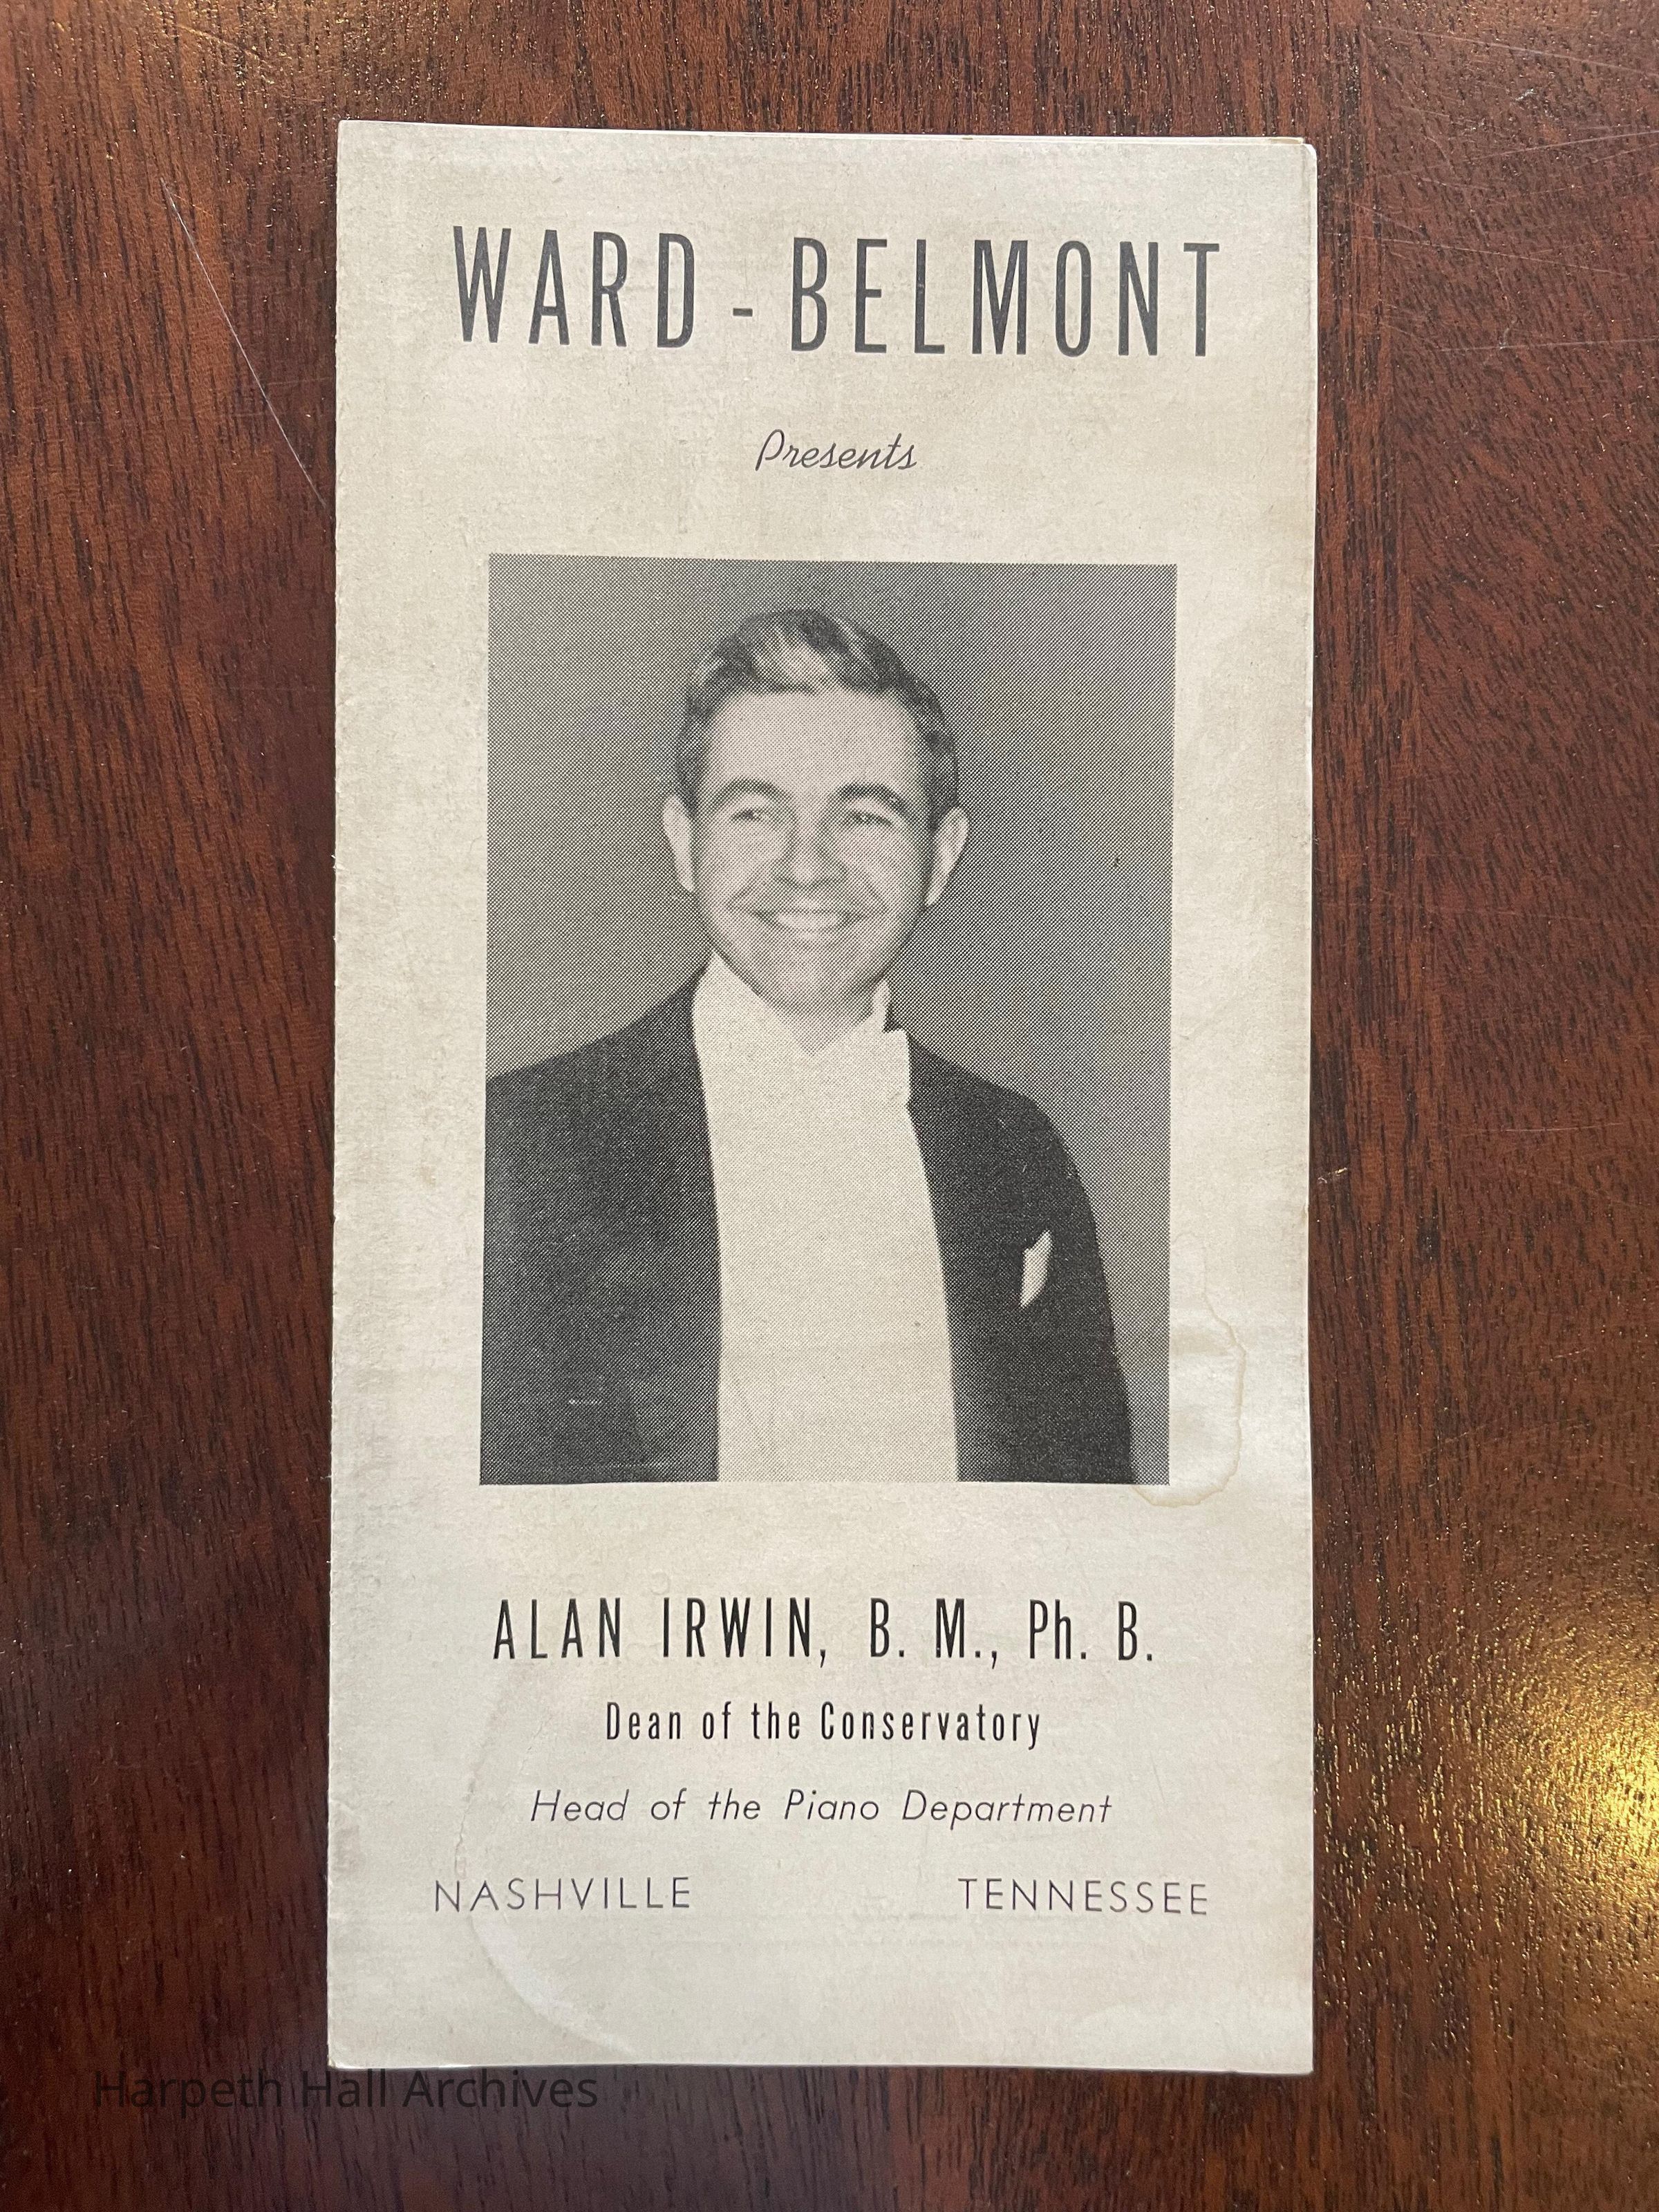 WARD - BELMONT
Presents
ALAN IRWIN, B. M., Ph. B.
Dean of the Conservatory
Head of the Piano Department
NASHVILLE TENNESSEE
Harpeth Hall Archives